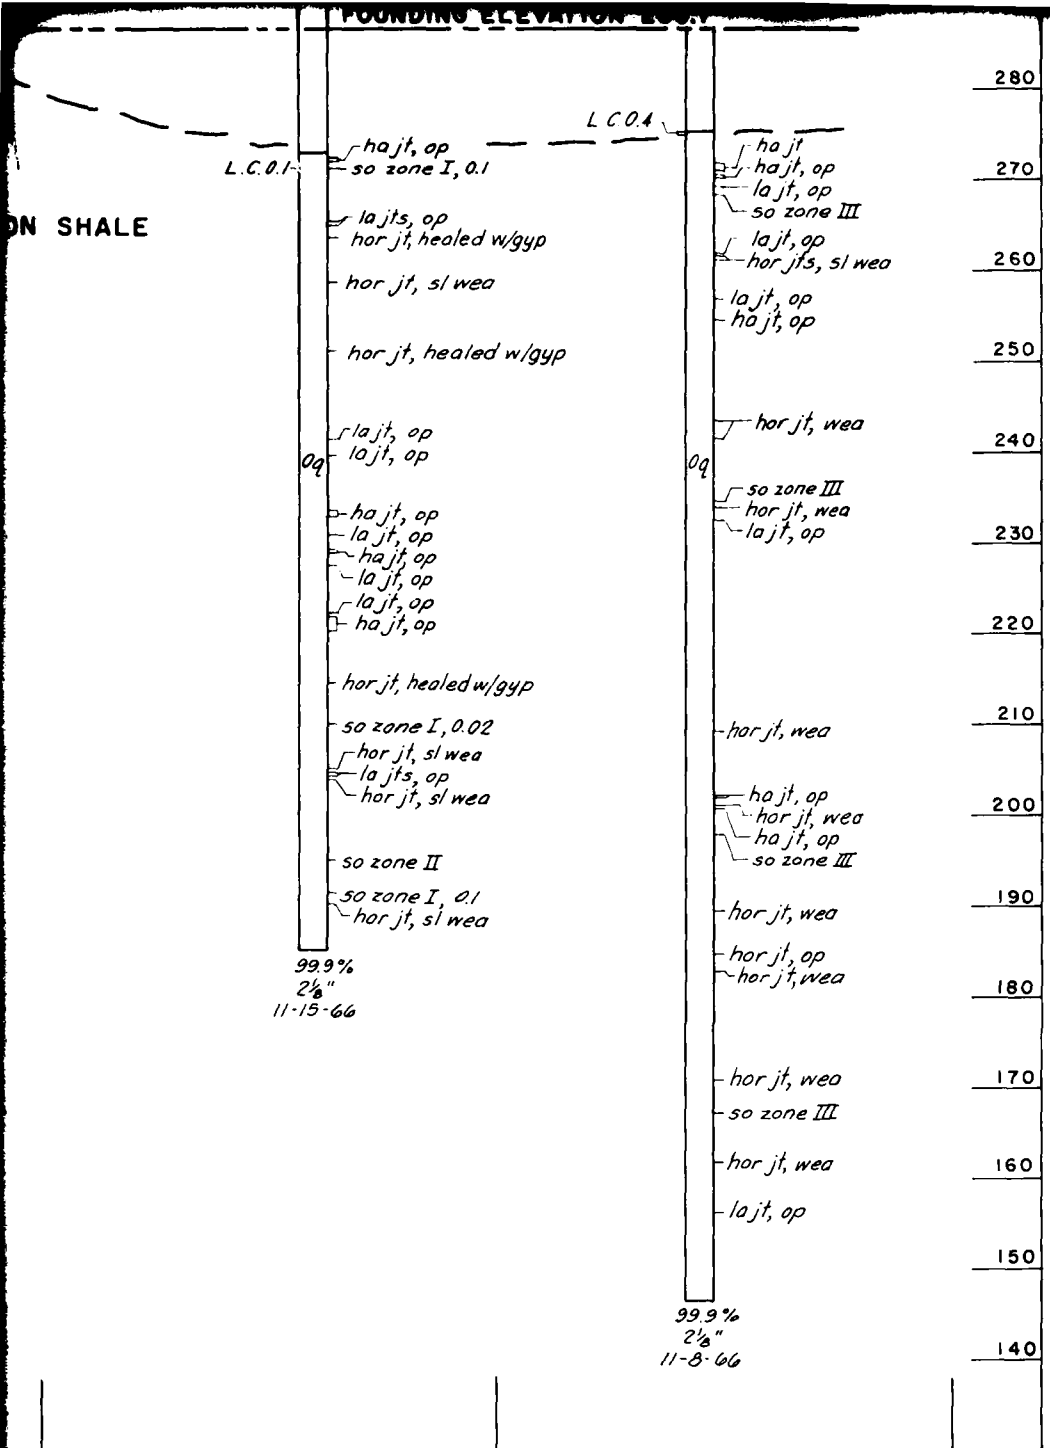 FOUNDING ELEVATION
L.C.0.4
ha jt, op
L.C.0.1
so zone I, 0.1
ON SHALE
la jts, op
hor jt, healed w/gyp
hor jt, sl wea
hor jt, healed w/gyp
la jt, op
la jt, op
Oq
ha jt, op
la jt, op
ha jt, op
la jt, op
la jt, op
ha jt, op
hor jt, healed w/gyp
so zone I, 0.02
hor jt, sl wea
la jts, op
hor jt, sl wea
so zone II
so zone I, 0.1
hor jt, sl wea
99.9%
2⅛"
11-15-66
ha jt
ha jt, op
la jt, op
so zone III
la jt, op
hor jts, sl wea
la jt, op
ha jt, op
hor jt, wea
Oq
so zone III
hor jt, wea
la jt, op
hor jt, wea
ha jt, op
hor jt, wea
ha jt, op
so zone III
hor jt, wea
hor jt, op
hor jt, wea
hor jt, wea
so zone III
hor jt, wea
la jt, op
99.9%
2⅛"
11-8-66
280
270
260
250
240
230
220
210
200
190
180
170
160
150
140